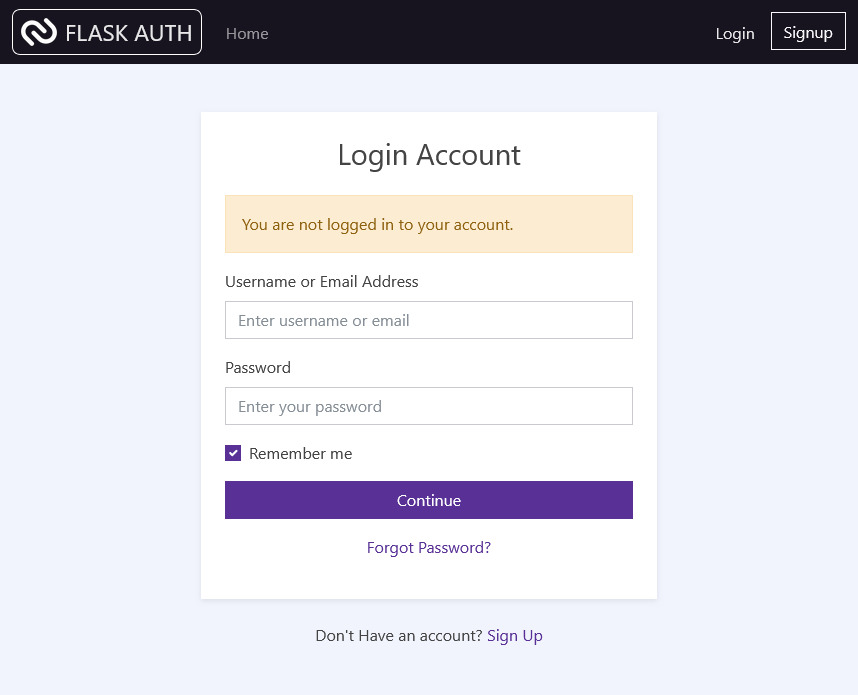 FLASK AUTH Home Login Signup
Login Account
You are not logged in to your account.
Username or Email Address
Enter username or email
Password
Enter your password
Remember me
Continue
Forgot Password?
Don't Have an account? Sign Up